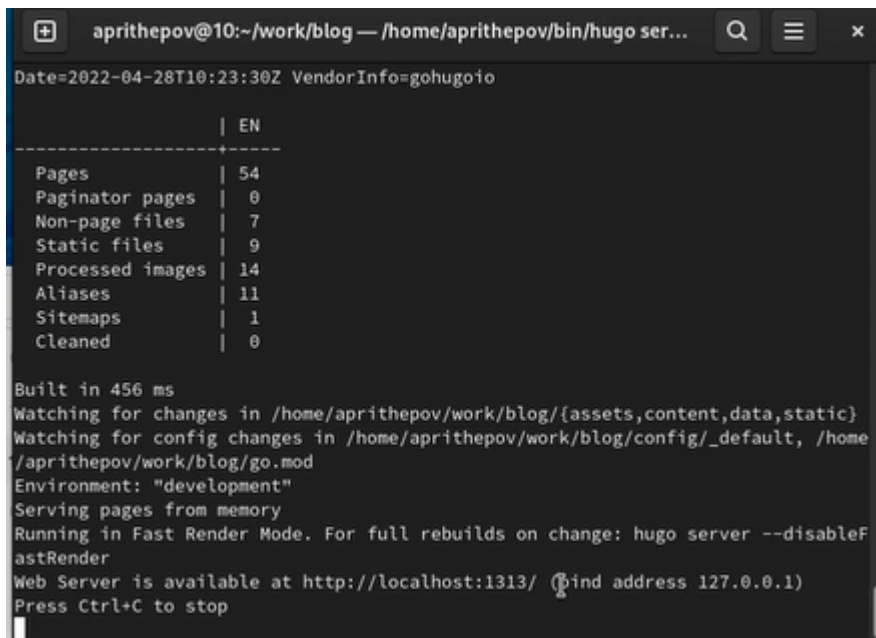 aprithepov@10:~/work/blog — /home/aprithepov/bin/hugo ser...
Date=2022-04-28T10:23:30Z VendorInfo=gohugoio
| EN
-------------------+-----
Pages | 54
Paginator pages | 0
Non-page files | 7
Static files | 9
Processed images | 14
Aliases | 11
Sitemaps | 1
Cleaned | 0
Built in 456 ms
Watching for changes in /home/aprithepov/work/blog/{assets,content,data,static}
Watching for config changes in /home/aprithepov/work/blog/config/_default, /home
/aprithepov/work/blog/go.mod
Environment: "development"
Serving pages from memory
Running in Fast Render Mode. For full rebuilds on change: hugo server --disableF
astRender
Web Server is available at http://localhost:1313/ (bind address 127.0.0.1)
Press Ctrl+C to stop